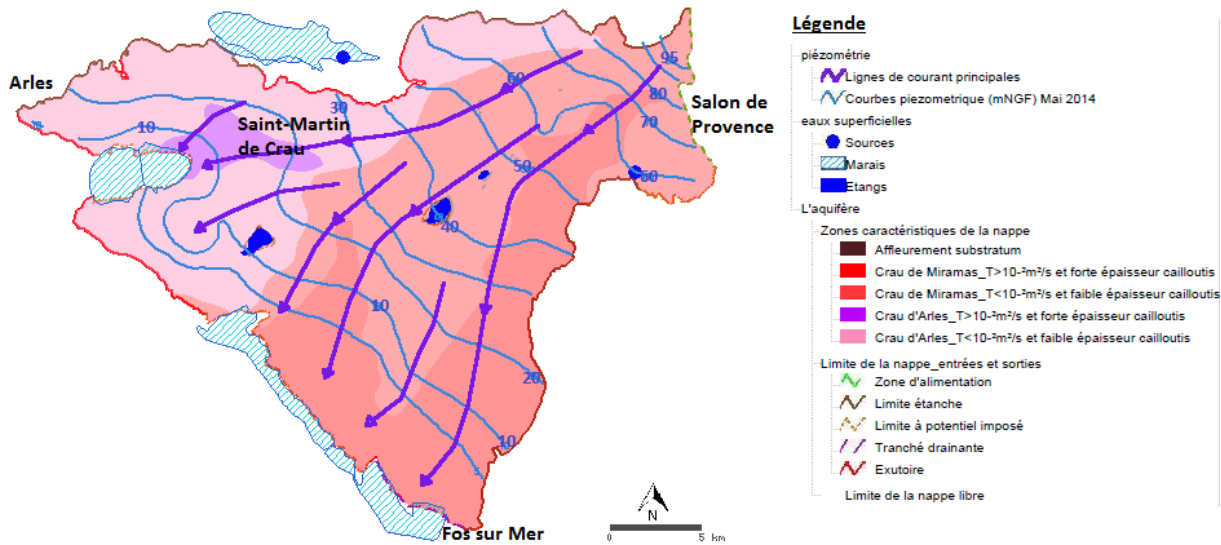 Arles
Saint-Martin
de Crau
Salon de
Provence
Fos sur Mer
10
30
60
95
80
70
50
60
40
10
20
10
5
N
0 5 km
Légende
piézométrie
Lignes de courant principales
Courbes piezometrique (mNGF) Mai 2014
eaux superficielles
Sources
Marais
Etangs
L'aquifère
Zones caractéristiques de la nappe
Affleurement substratum
Crau de Miramas_T>10-²m²/s et forte épaisseur cailloutis
Crau de Miramas_T<10-²m²/s et faible épaisseur cailloutis
Crau d'Arles_T>10-²m²/s et forte épaisseur cailloutis
Crau d'Arles_T<10-²m²/s et faible épaisseur cailloutis
Limite de la nappe_entrées et sorties
Zone d'alimentation
Limite étanche
Limite à potentiel imposé
Tranché drainante
Exutoire
Limite de la nappe libre